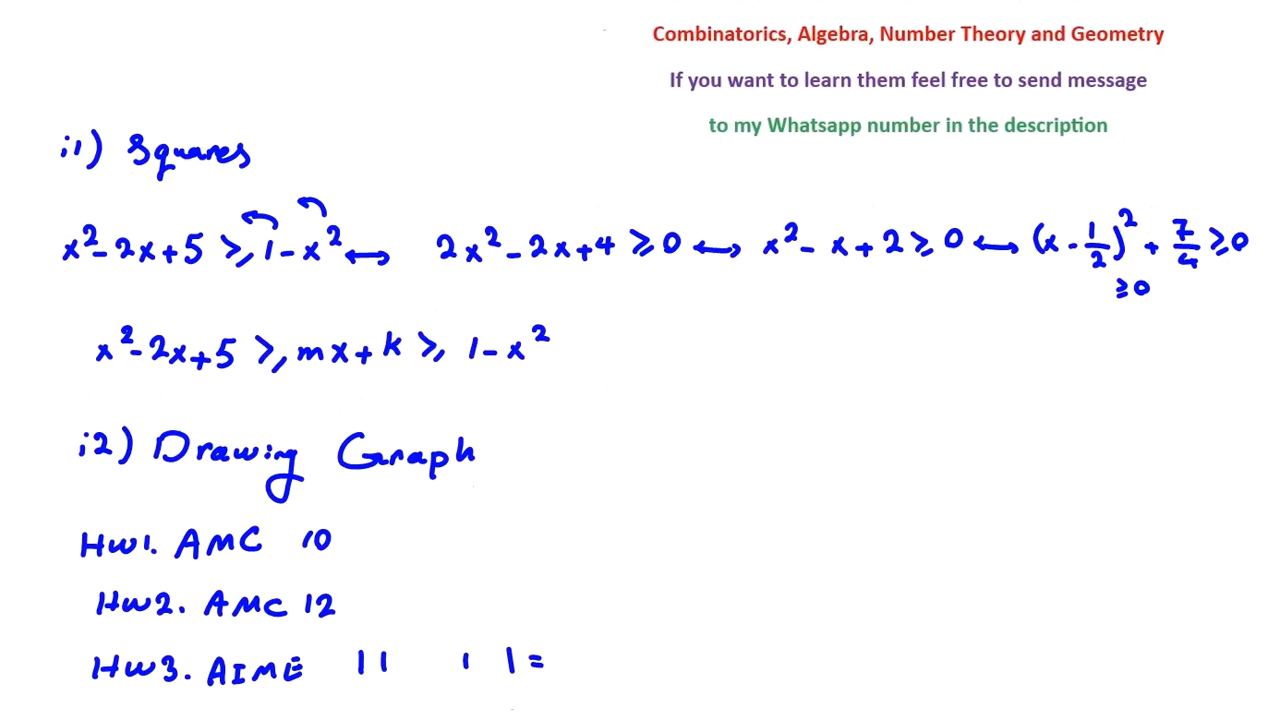 Combinatorics, Algebra, Number Theory and Geometry
If you want to learn them feel free to send message
to my Whatsapp number in the description
i1) Squares
x²-2x+5 ≥ 1-x² ↔ 2x²-2x+4 ≥ 0 ↔ x²-x+2 ≥ 0 ↔ (x-1/2)² + 7/4 ≥ 0
≥0
x²-2x+5 ≥ mx+k ≥ 1-x²
i2) Drawing Graph
HW1. AMC 10
HW2. AMC 12
HW3. AIME | | | | =